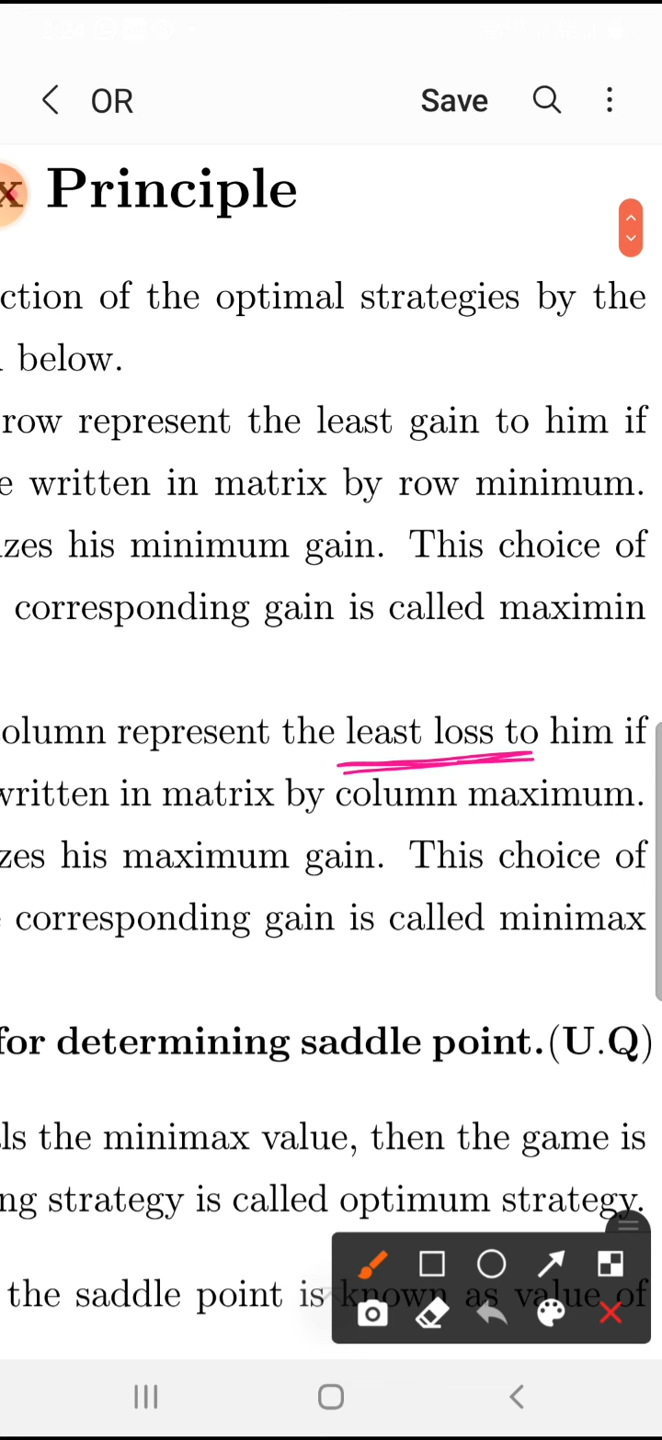 OR
Save
x Principle
ction of the optimal strategies by the
below.
row represent the least gain to him if
e written in matrix by row minimum.
zes his minimum gain. This choice of
corresponding gain is called maximin
olumn represent the least loss to him if
written in matrix by column maximum.
zes his maximum gain. This choice of
corresponding gain is called minimax
for determining saddle point.(U.Q)
ls the minimax value, then the game is
ng strategy is called optimum strategy.
the saddle point is known as value of